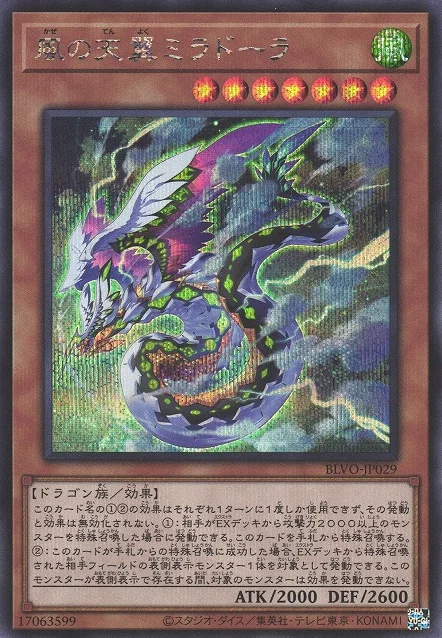 風の天翼ミラドーラ
風
BLVO-JP029
【ドラゴン族／効果】
このカード名の①②の効果はそれぞれ1ターンに1度しか使用できず、その発動
と効果は無効化されない。①：相手がEXデッキから攻撃力2000以上のモン
スターを特殊召喚した場合に発動できる。このカードを手札から特殊召喚する。
②：このカードが手札からの特殊召喚に成功した場合、EXデッキから特殊召喚
された相手フィールドの表側表示モンスター1体を対象として発動できる。この
モンスターが表側表示で存在する間、対象のモンスターは効果を発動できない。
ATK/2000 DEF/2600
17063599
©スタジオ・ダイス／集英社・テレビ東京・KONAMI